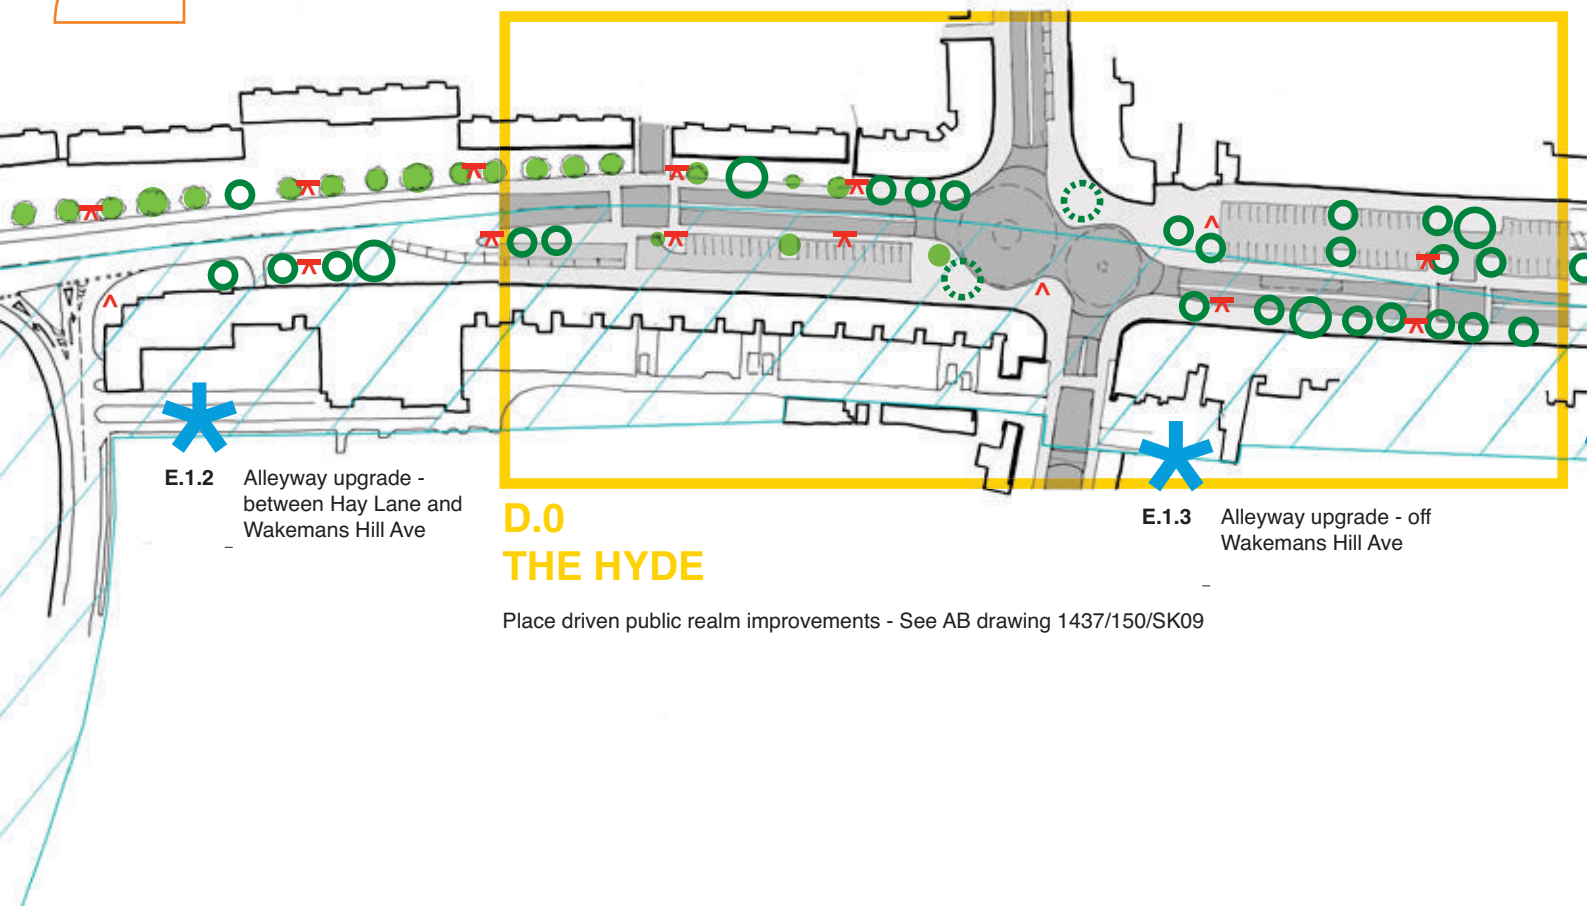 E.1.2 Alleyway upgrade -
between Hay Lane and
Wakemans Hill Ave
D.0
THE HYDE
Place driven public realm improvements - See AB drawing 1437/150/SK09
E.1.3 Alleyway upgrade - off
Wakemans Hill Ave